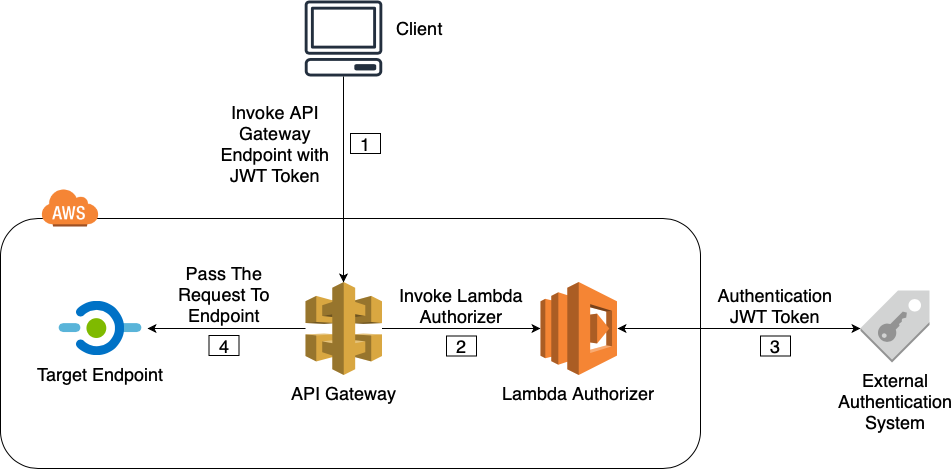 Client
Invoke API
Gateway
Endpoint with
JWT Token
1
AWS
Pass The
Request To
Endpoint
4
Invoke Lambda
Authorizer
2
Authentication
JWT Token
3
Target Endpoint
API Gateway
Lambda Authorizer
External
Authentication
System